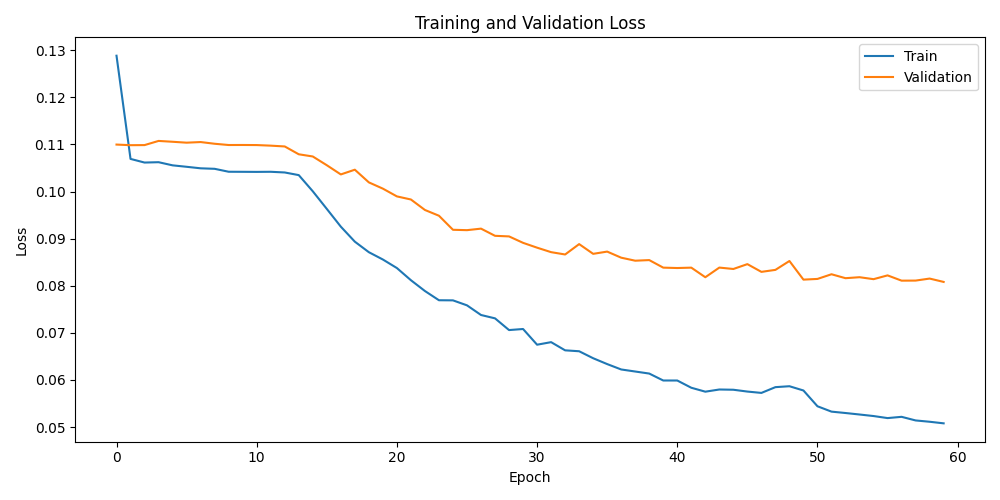 Training and Validation Loss
Train
Validation
0.13
0.12
0.11
0.10
0.09
0.08
0.07
0.06
0.05
Loss
0 10 20 30 40 50 60
Epoch